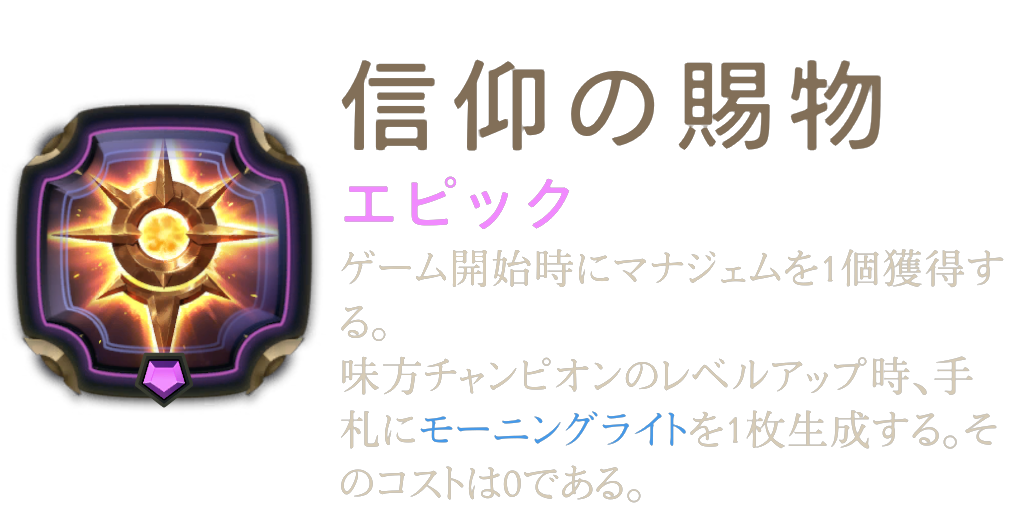 信仰の賜物
エピック
ゲーム開始時にマナジェムを1個獲得す
る。
味方チャンピオンのレベルアップ時、手
札にモーニングライトを1枚生成する。そ
のコストは0である。